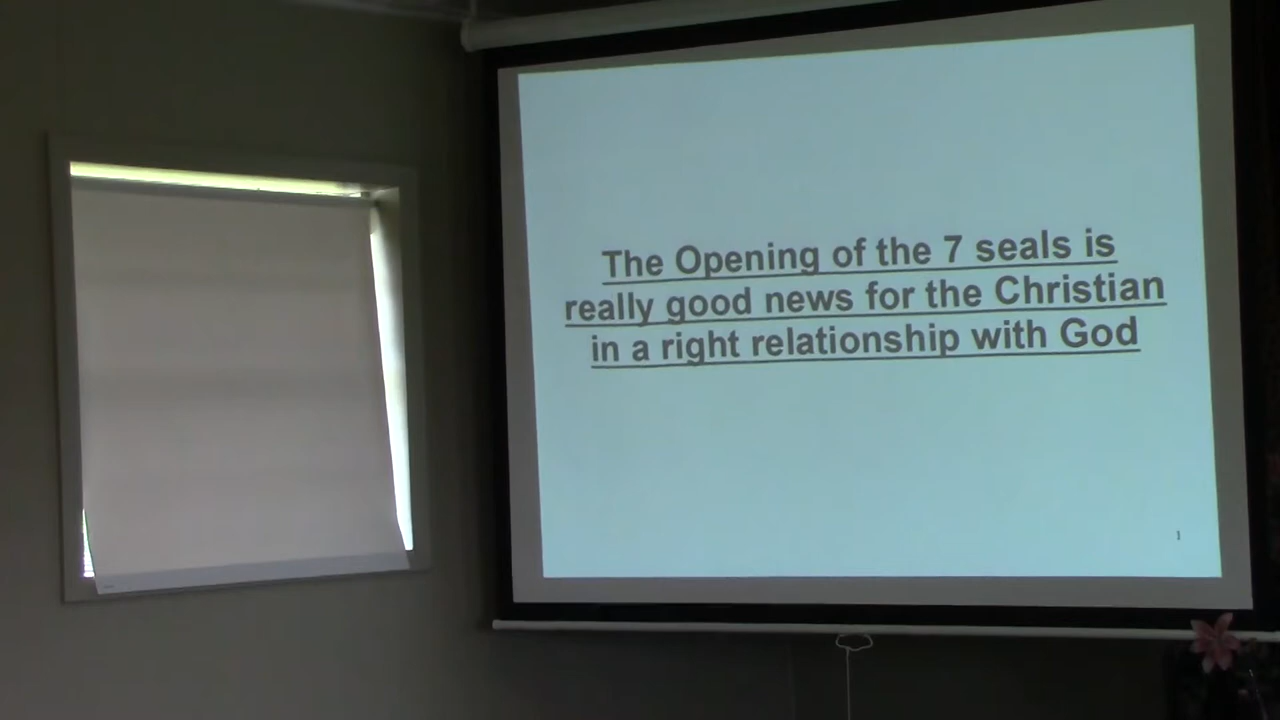 The Opening of the 7 seals is
really good news for the Christian
in a right relationship with God
1